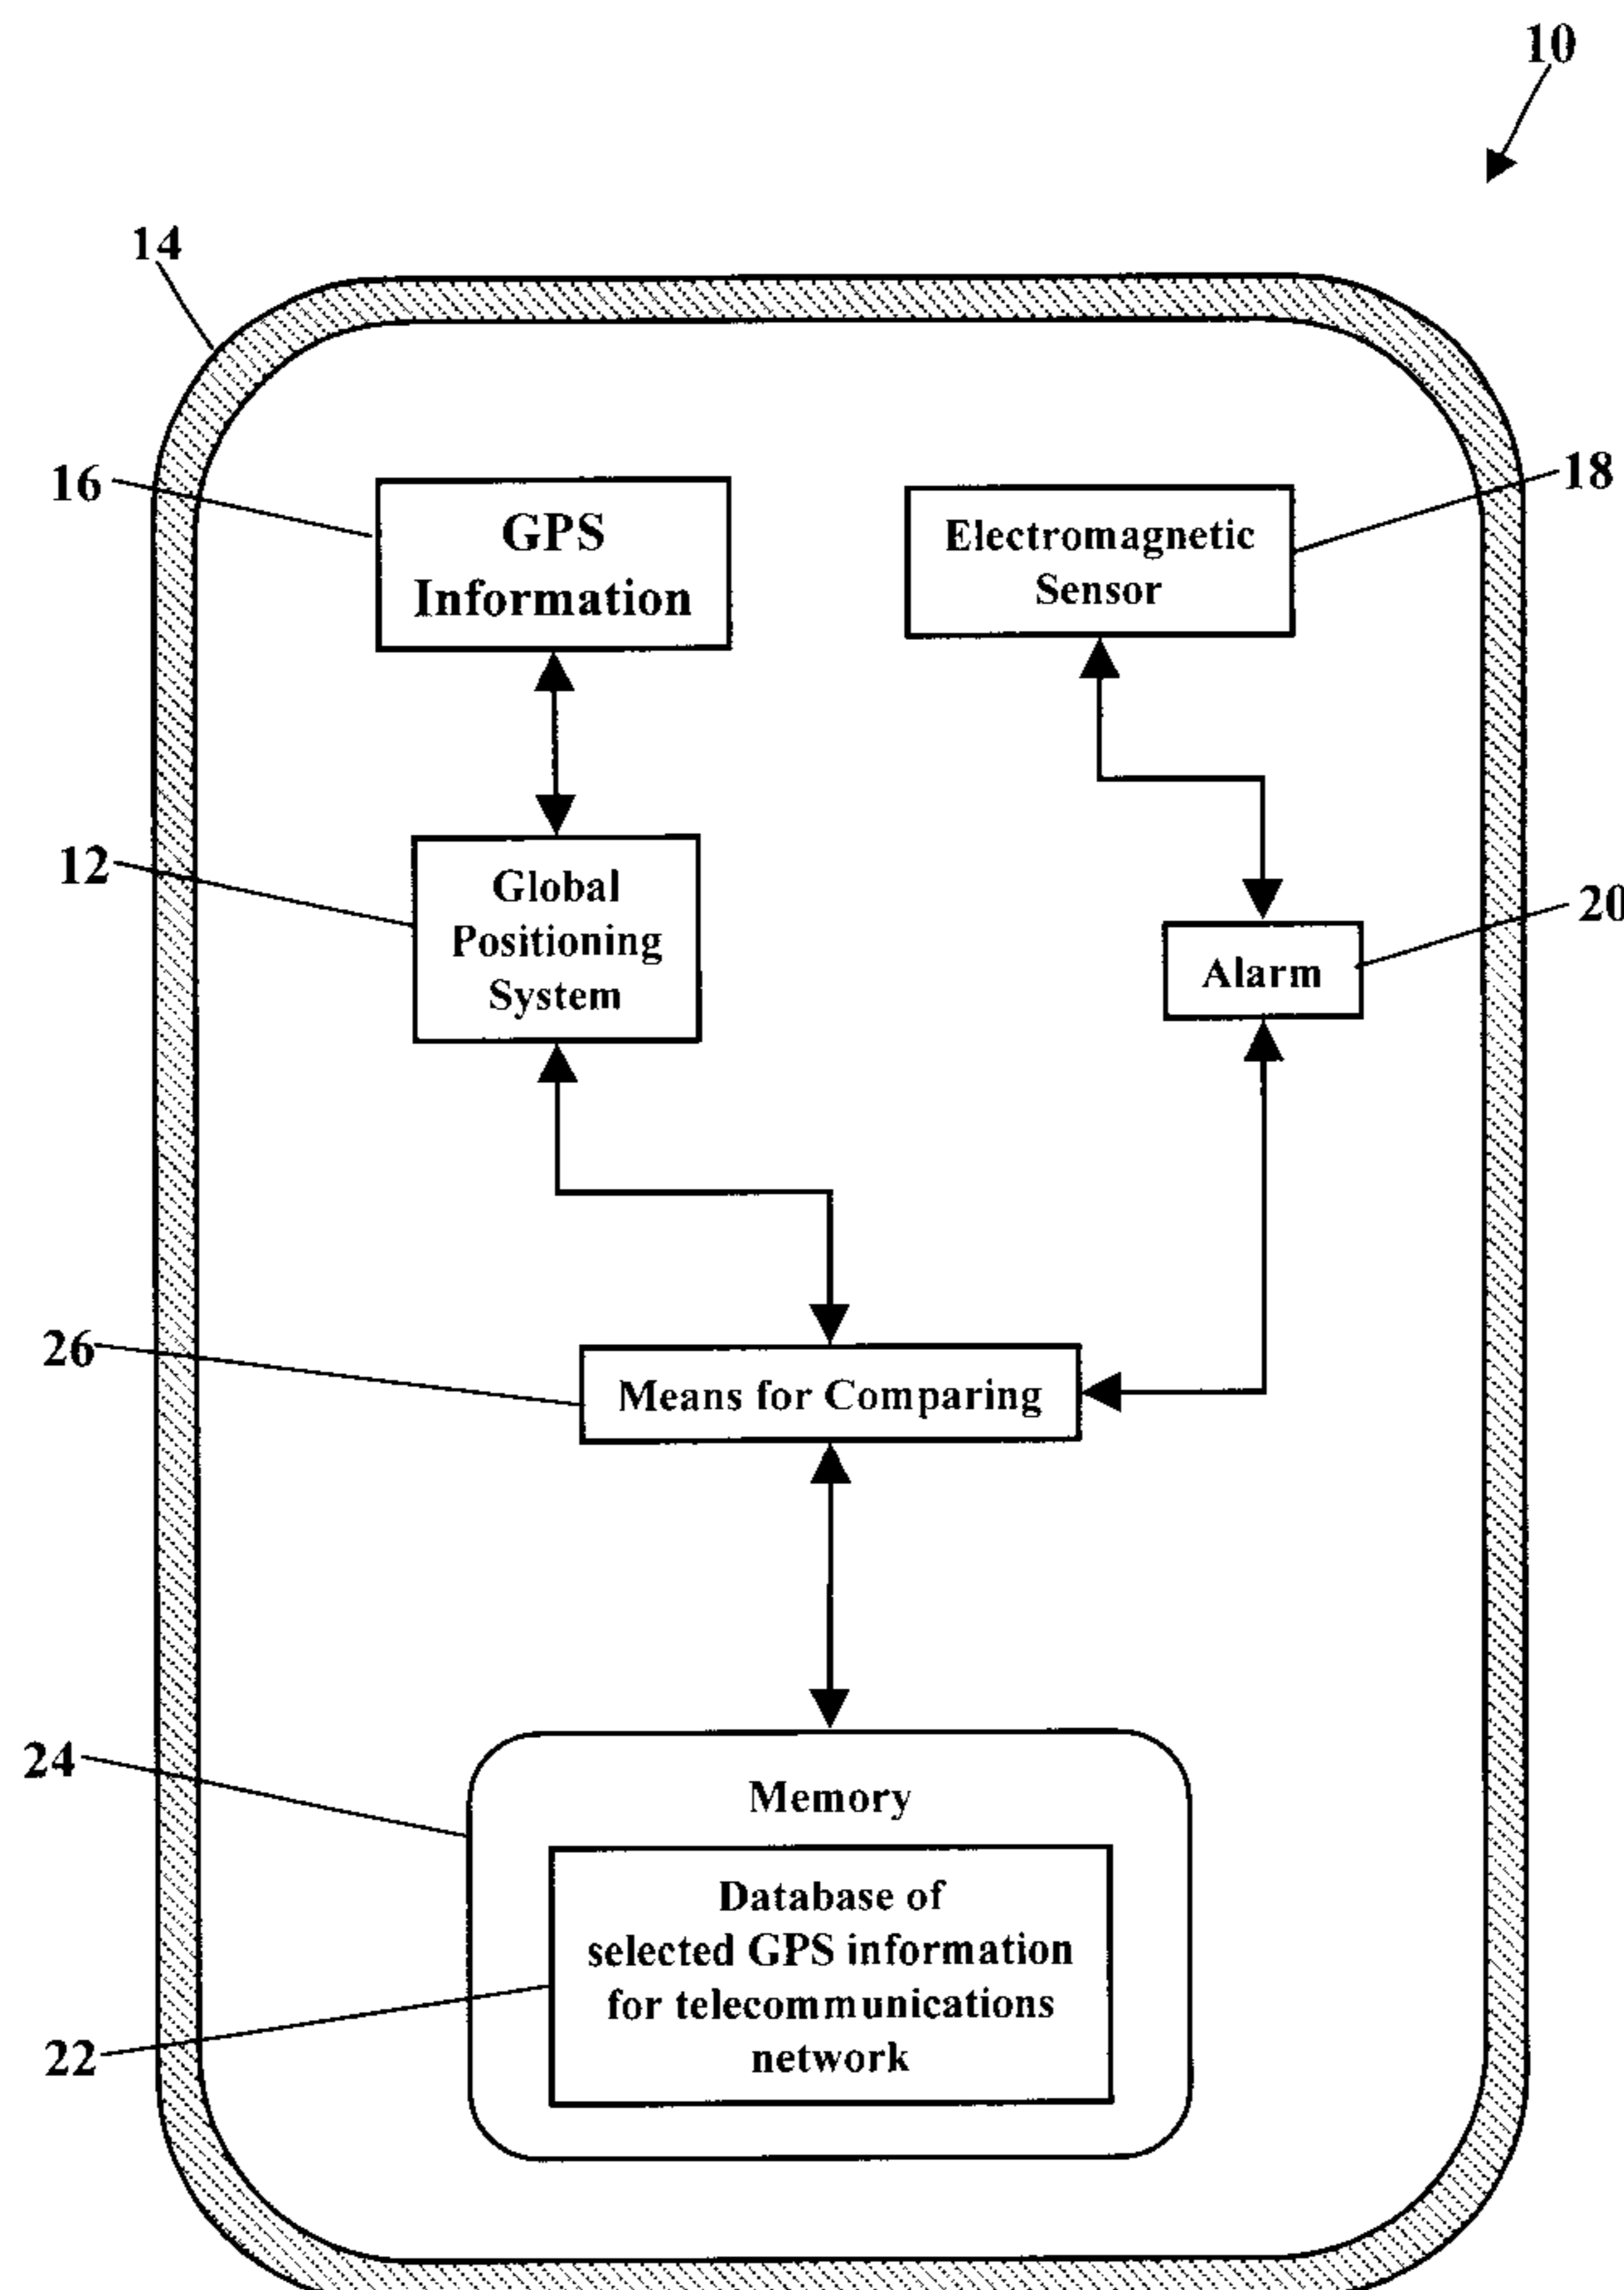 10
14
16
GPS
Information
Electromagnetic
Sensor
18
12
Global
Positioning
System
20
Alarm
26
Means for Comparing
24
Memory
Database of
selected GPS information
for telecommunications
network
22